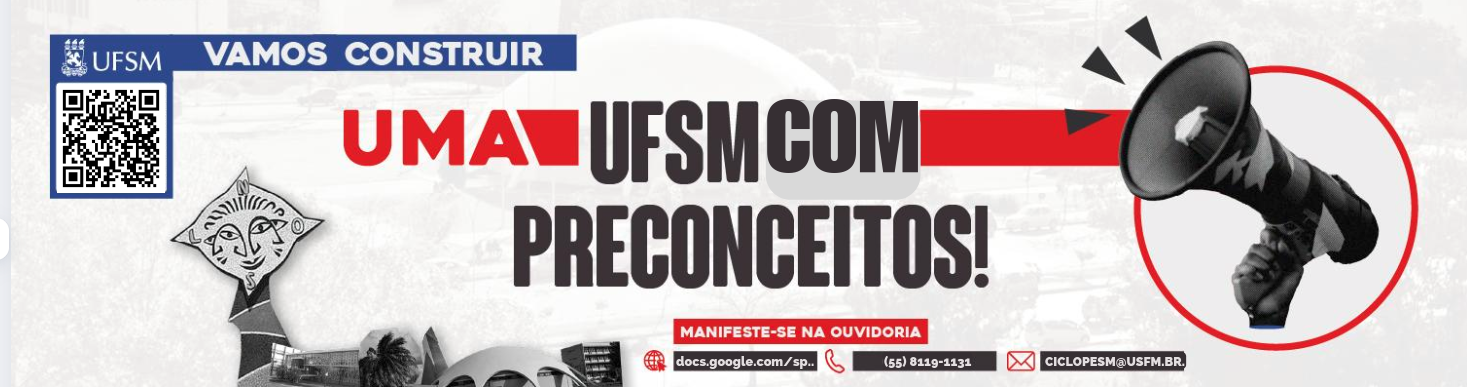 UFSM
VAMOS CONSTRUIR
UMA UFSM COM
PRECONCEITOS!
N
L O
S
MANIFESTE-SE NA OUVIDORIA
docs.google.com/sp..
(55) 8119-1131
CICLOPESM@USFM.BR.